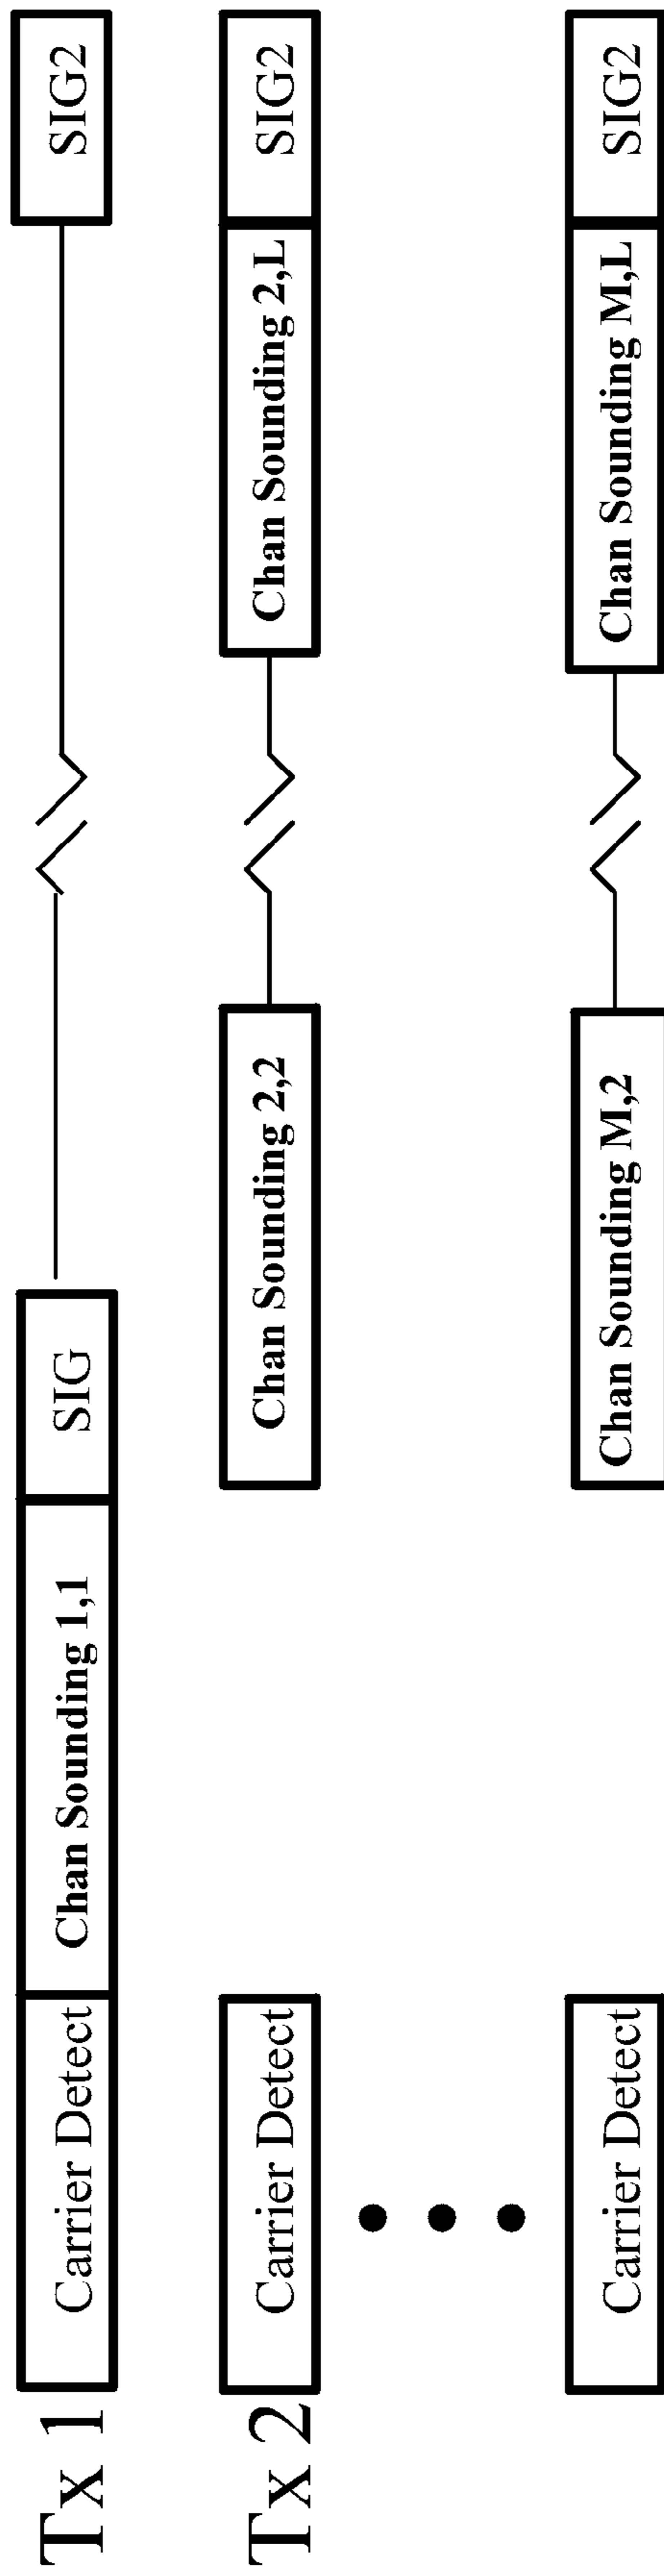 Tx 1
Carrier Detect
Chan Sounding 1,1
SIG
SIG2
Tx 2
Carrier Detect
Chan Sounding 2,2
Chan Sounding 2,L
SIG2
Carrier Detect
Chan Sounding M,2
Chan Sounding M,L
SIG2